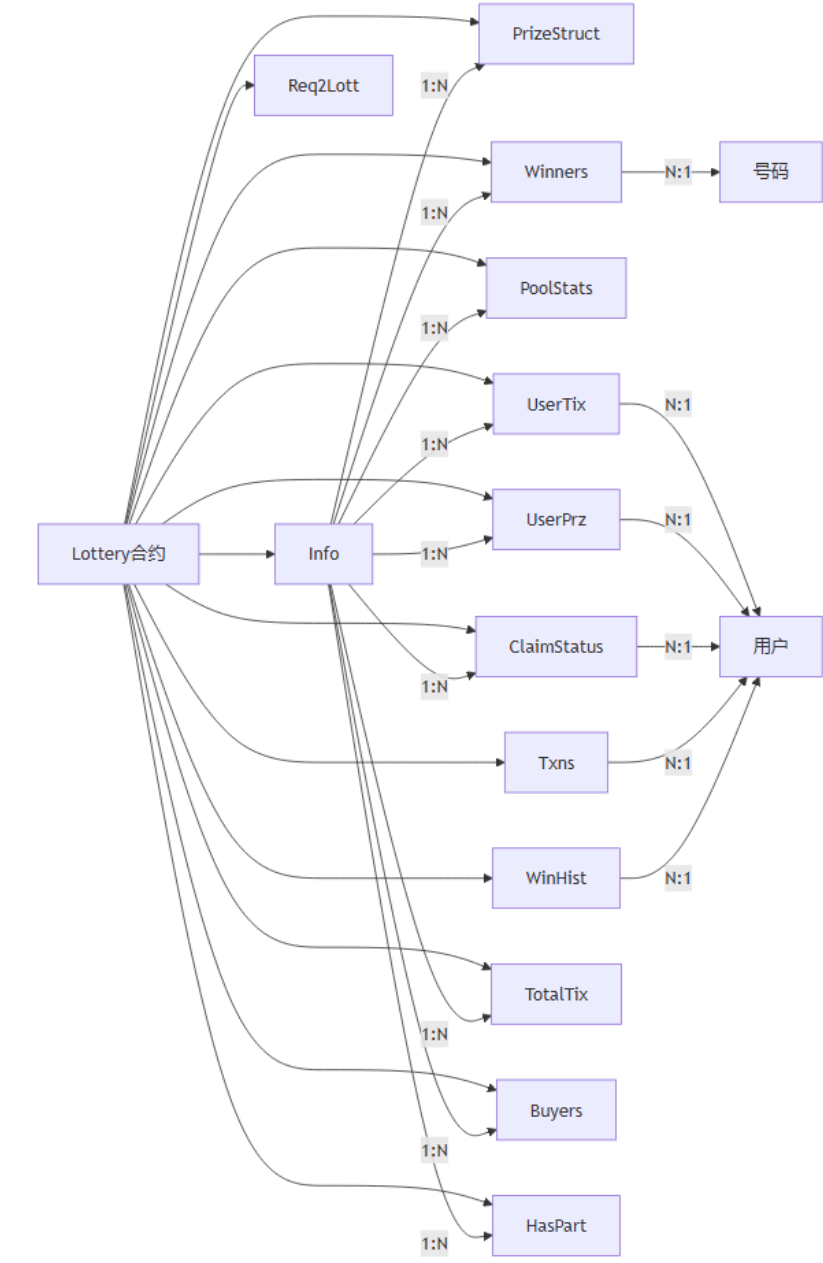 PrizeStruct
Req2Lott
1:N
Winners
N:1
号码
1:N
PoolStats
1:N
UserTix
N:1
1:N
UserPrz
N:1
Lottery合约
Info
1:N
ClaimStatus
N:1
用户
1:N
Txns
N:1
WinHist
N:1
TotalTix
1:N
Buyers
1:N
HasPart
1:N